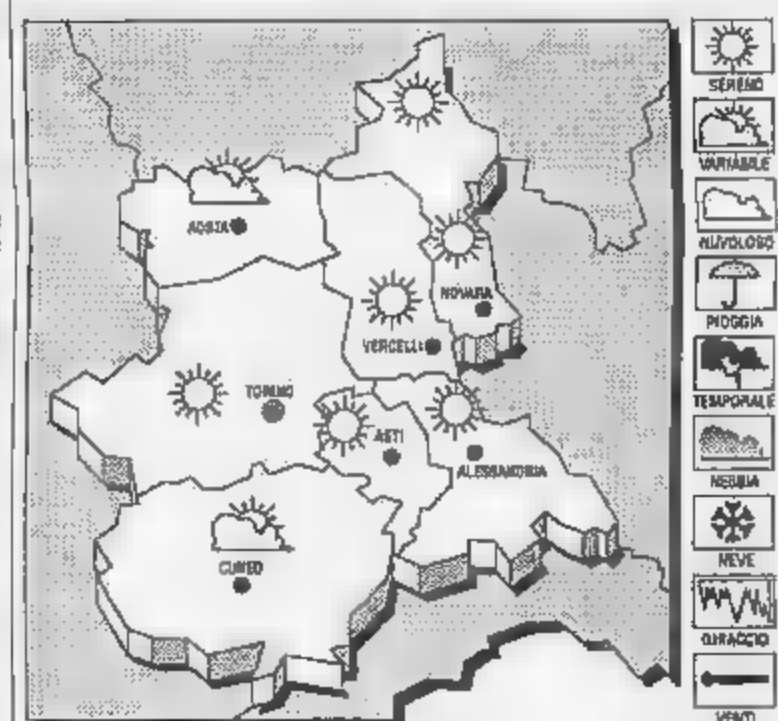 AOSTA
NOVARA
VERCELLI
TORINO
ASTI
ALESSANDRIA
CUNEO
SERENO
VARIABILE
NUVOLOSO
PIOGGIA
TEMPORALE
NEBBIA
NEVE
GHIACCIO
VENTI